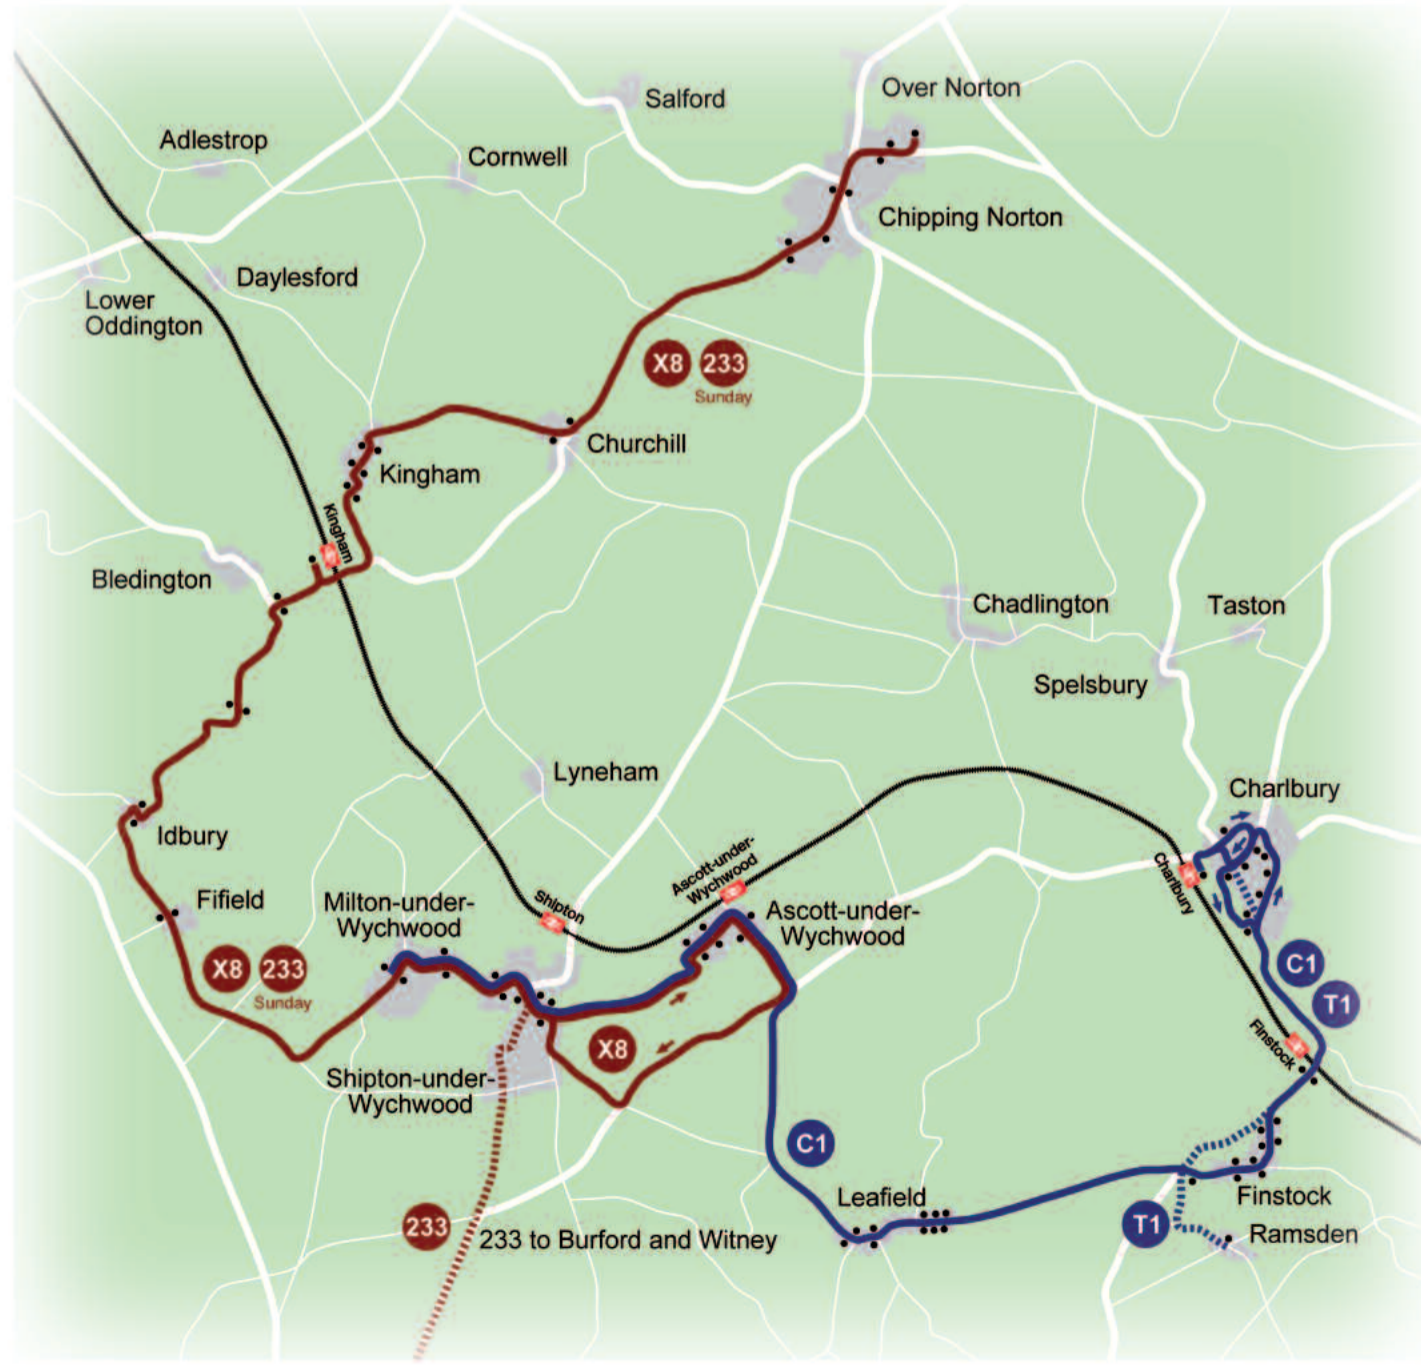 Over Norton
Salford
Adlestrop
Cornwell
Chipping Norton
Daylesford
Lower
Oddington
X8
233
Sunday
Churchill
Kingham
Kingham
Bledington
Chadlington
Taston
Spelsbury
Lyneham
Charlbury
Idbury
Ascott-under-
Wychwood
Charlbury
Fifield
Milton-under-
Wychwood
Shipton
Ascott-under-
Wychwood
X8
233
Sunday
C1
T1
Finstock
X8
Shipton-under-
Wychwood
C1
Leafield
Finstock
233
233 to Burford and Witney
T1
Ramsden